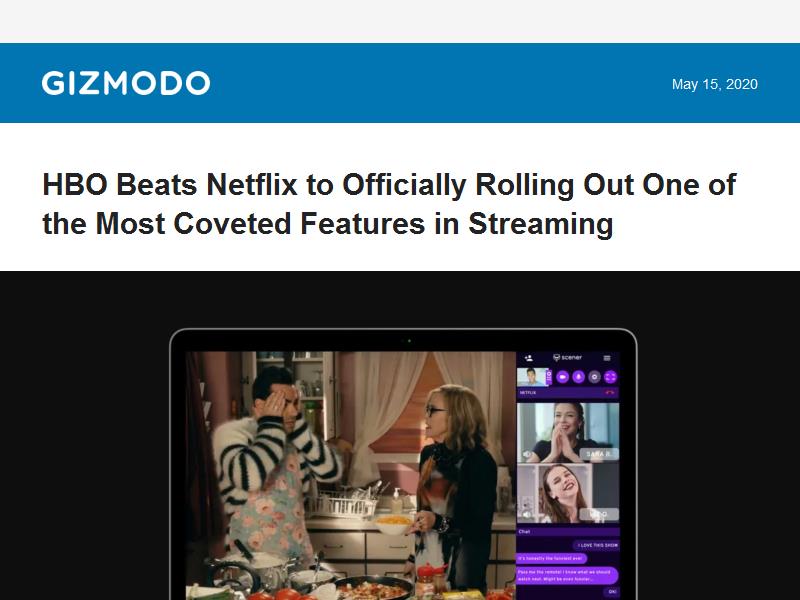 GIZMODO
May 15, 2020
HBO Beats Netflix to Officially Rolling Out One of
the Most Coveted Features in Streaming
scener
NETFLIX
SARA R.
Chat
I LOVE THIS SHOW
It's honestly the funniest ever
Pass me the remote! I know what we should
watch next. Might be even funnier...
OK!